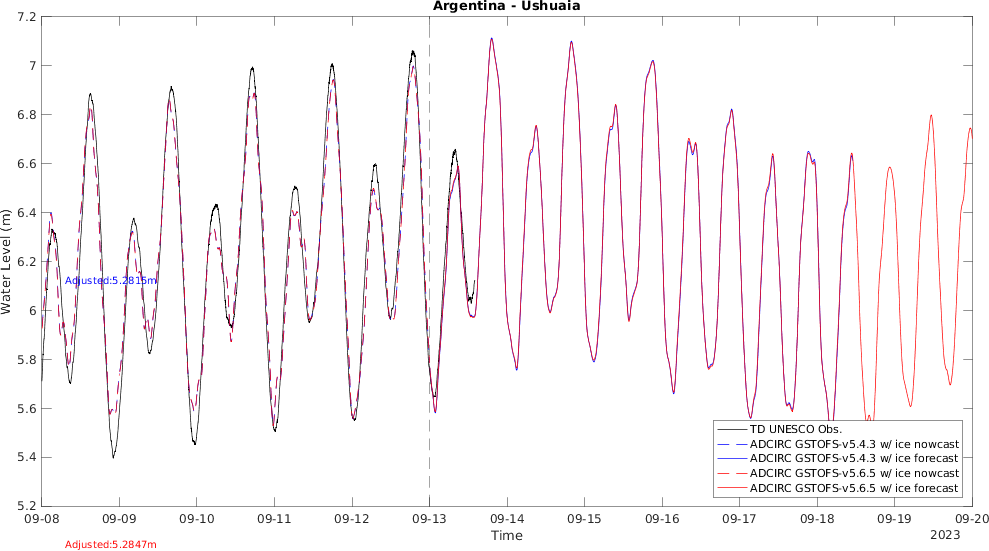 Argentina - Ushuaia
7.2
7
6.8
6.6
6.4
6.2
6
5.8
5.6
5.4
5.2
Water Level (m)
Adjusted:5.2815m
TD UNESCO Obs.
ADCIRC GSTOFS-v5.4.3 w/ ice nowcast
ADCIRC GSTOFS-v5.4.3 w/ ice forecast
ADCIRC GSTOFS-v5.6.5 w/ ice nowcast
ADCIRC GSTOFS-v5.6.5 w/ ice forecast
09-08 09-09 09-10 09-11 09-12 09-13 09-14 09-15 09-16 09-17 09-18 09-19 09-20
Time
2023
Adjusted:5.2847m